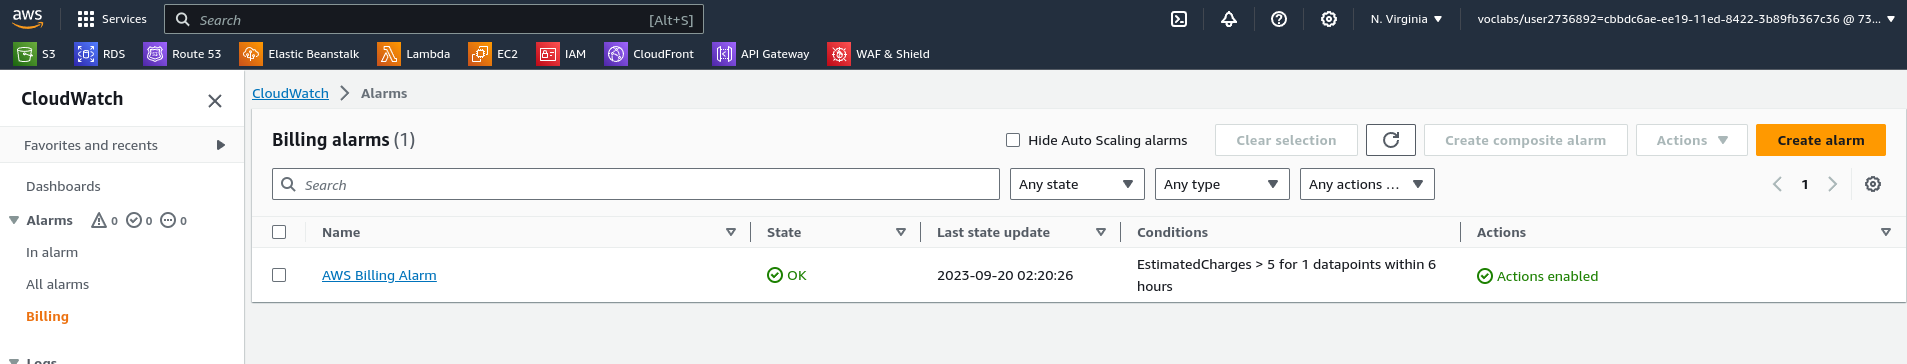 aws Services Search [Alt+S] N. Virginia voclabs/user2736892=cbbdc6ae-ee19-11ed-8422-3b89fb367c36 @ 73...
S3 RDS Route 53 Elastic Beanstalk Lambda EC2 IAM CloudFront API Gateway WAF & Shield
CloudWatch
Favorites and recents
Dashboards
Alarms 0 0 0
In alarm
All alarms
Billing
Logs
CloudWatch Alarms
Billing alarms (1) Hide Auto Scaling alarms Clear selection Create composite alarm Actions Create alarm
Search Any state Any type Any actions ... 1
Name State Last state update Conditions Actions
AWS Billing Alarm OK 2023-09-20 02:20:26 EstimatedCharges > 5 for 1 datapoints within 6
hours Actions enabled